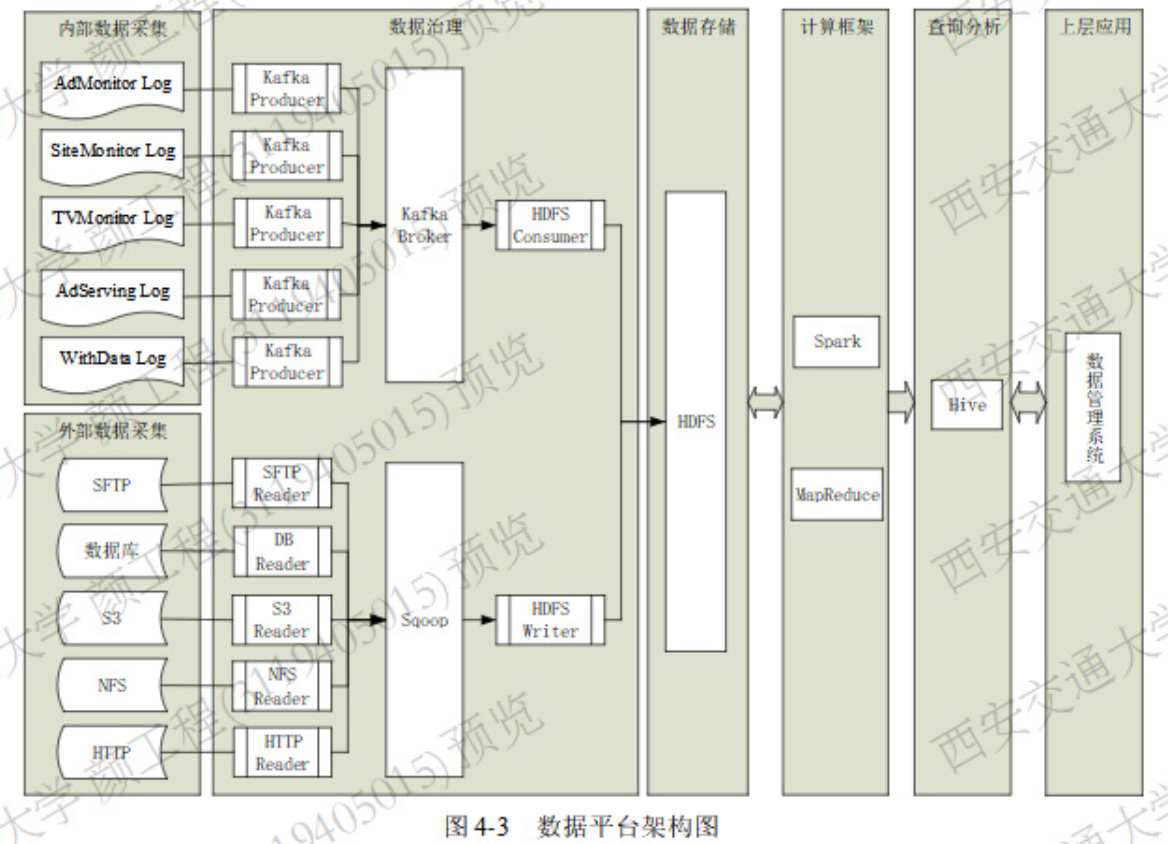 内部数据采集
数据治理
数据存储
计算框架
查询分析
上层应用
AdMonitor Log
SiteMonitor Log
TVMonitor Log
AdServing Log
WithData Log
Kafka
Producer
Kafka
Producer
Kafka
Producer
Kafka
Producer
Kafka
Producer
Kafka
Broker
HDFS
Consumer
外部数据采集
SFTP
数据库
S3
NFS
HTTP
SFTP
Reader
DB
Reader
S3
Reader
NFS
Reader
HTTP
Reader
Sqoop
HDFS
Writer
HDFS
Spark
MapReduce
Hive
数据管理系统
图 4-3 数据平台架构图
大学 颜工程(3119405015)预览
西安交通大学